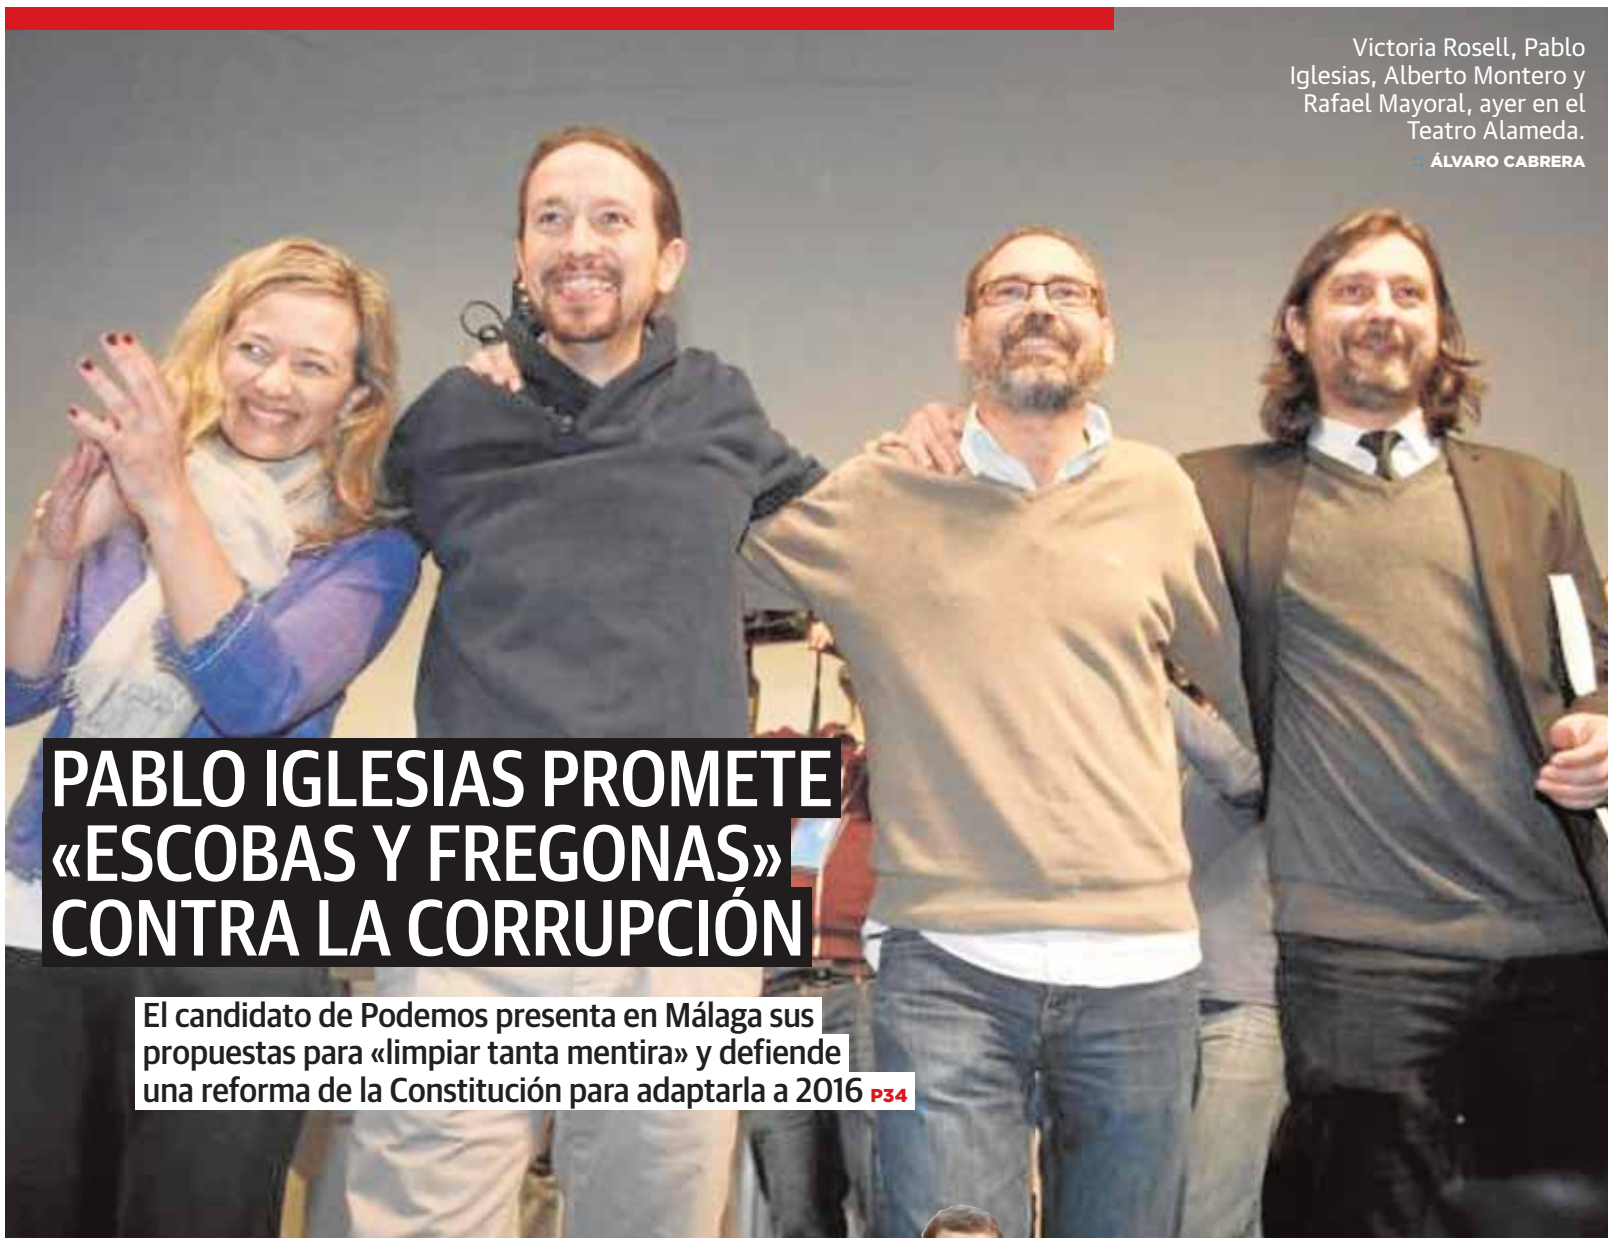 Victoria Rosell, Pablo
Iglesias, Alberto Montero y
Rafael Mayoral, ayer en el
Teatro Alameda.
:: ÁLVARO CABRERA
PABLO IGLESIAS PROMETE
«ESCOBAS Y FREGONAS»
CONTRA LA CORRUPCIÓN
El candidato de Podemos presenta en Málaga sus
propuestas para «limpiar tanta mentira» y defiende
una reforma de la Constitución para adaptarla a 2016 P34